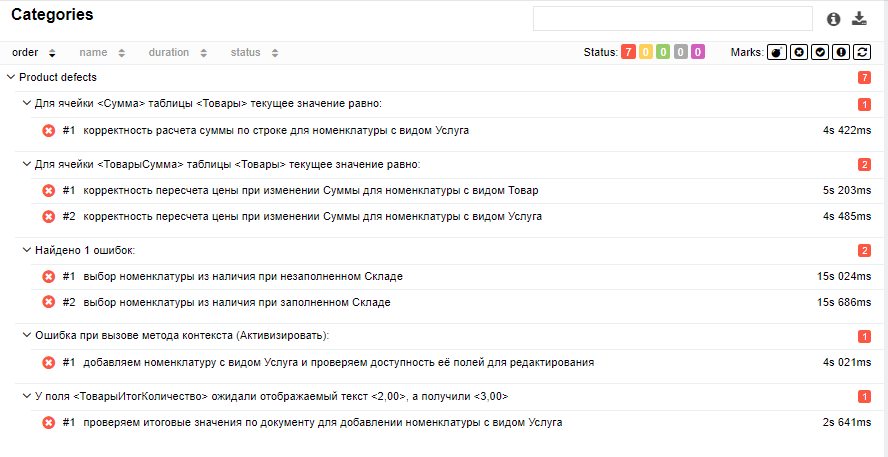 Categories
order name duration status Status: 7 0 0 0 0 Marks:
Product defects 7
Для ячейки <Сумма> таблицы <Товары> текущее значение равно: 1
#1 корректность расчета суммы по строке для номенклатуры с видом Услуга 4s 422ms
Для ячейки <ТоварыСумма> таблицы <Товары> текущее значение равно: 2
#1 корректность пересчета цены при изменении Суммы для номенклатуры с видом Товар 5s 203ms
#2 корректность пересчета цены при изменении Суммы для номенклатуры с видом Услуга 4s 485ms
Найдено 1 ошибок: 2
#1 выбор номенклатуры из наличия при незаполненном Складе 15s 024ms
#2 выбор номенклатуры из наличия при заполненном Складе 15s 686ms
Ошибка при вызове метода контекста (Активизировать): 1
#1 добавляем номенклатуру с видом Услуга и проверяем доступность её полей для редактирования 4s 021ms
У поля <ТоварыИтогКоличество> ожидали отображаемый текст <2,00>, а получили <3,00> 1
#1 проверяем итоговые значения по документу для добавлении номенклатуры с видом Услуга 2s 641ms